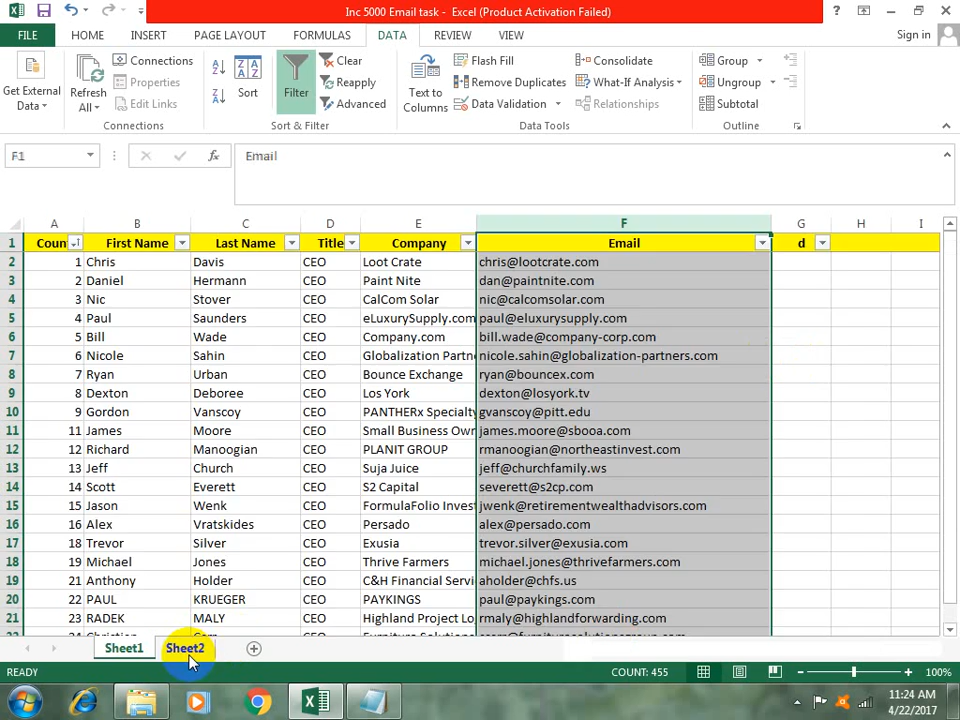 Inc 5000 Email task - Excel (Product Activation Failed)
FILE HOME INSERT PAGE LAYOUT FORMULAS DATA REVIEW VIEW Sign in
Get External Data
Refresh All
Connections
Properties
Edit Links
Connections
Sort
Filter
Clear
Reapply
Advanced
Sort & Filter
Text to Columns
Flash Fill
Remove Duplicates
Data Validation
Consolidate
What-If Analysis
Relationships
Data Tools
Group
Ungroup
Subtotal
Outline
F1 fx Email
A B C D E F G H I
1 Coun First Name Last Name Title Company Email d
2 1 Chris Davis CEO Loot Crate chris@lootcrate.com
3 2 Daniel Hermann CEO Paint Nite dan@paintnite.com
4 3 Nic Stover CEO CalCom Solar nic@calcomsolar.com
5 4 Paul Saunders CEO eLuxurySupply.com paul@eluxurysupply.com
6 5 Bill Wade CEO Company.com bill.wade@company-corp.com
7 6 Nicole Sahin CEO Globalization Partne nicole.sahin@globalization-partners.com
8 7 Ryan Urban CEO Bounce Exchange ryan@bouncex.com
9 8 Dexton Deboree CEO Los York dexton@losyork.tv
10 9 Gordon Vanscoy CEO PANTHERx Specialty gvanscoy@pitt.edu
11 11 James Moore CEO Small Business Own james.moore@sbooa.com
12 12 Richard Manoogian CEO PLANIT GROUP rmanoogian@northeastinvest.com
13 13 Jeff Church CEO Suja Juice jeff@churchfamily.ws
14 14 Scott Everett CEO S2 Capital severett@s2cp.com
15 15 Jason Wenk CEO FormulaFolio Invest jwenk@retirementwealthadvisors.com
16 16 Alex Vratskides CEO Persado alex@persado.com
17 18 Trevor Silver CEO Exusia trevor.silver@exusia.com
18 19 Michael Jones CEO Thrive Farmers michael.jones@thrivefarmers.com
19 21 Anthony Holder CEO C&H Financial Servi aholder@chfs.us
20 22 PAUL KRUEGER CEO PAYKINGS paul@paykings.com
21 23 RADEK MALY CEO Highland Project Lo rmaly@highlandforwarding.com
Sheet1 Sheet2
READY COUNT: 455 100%
11:24 AM
4/22/2017